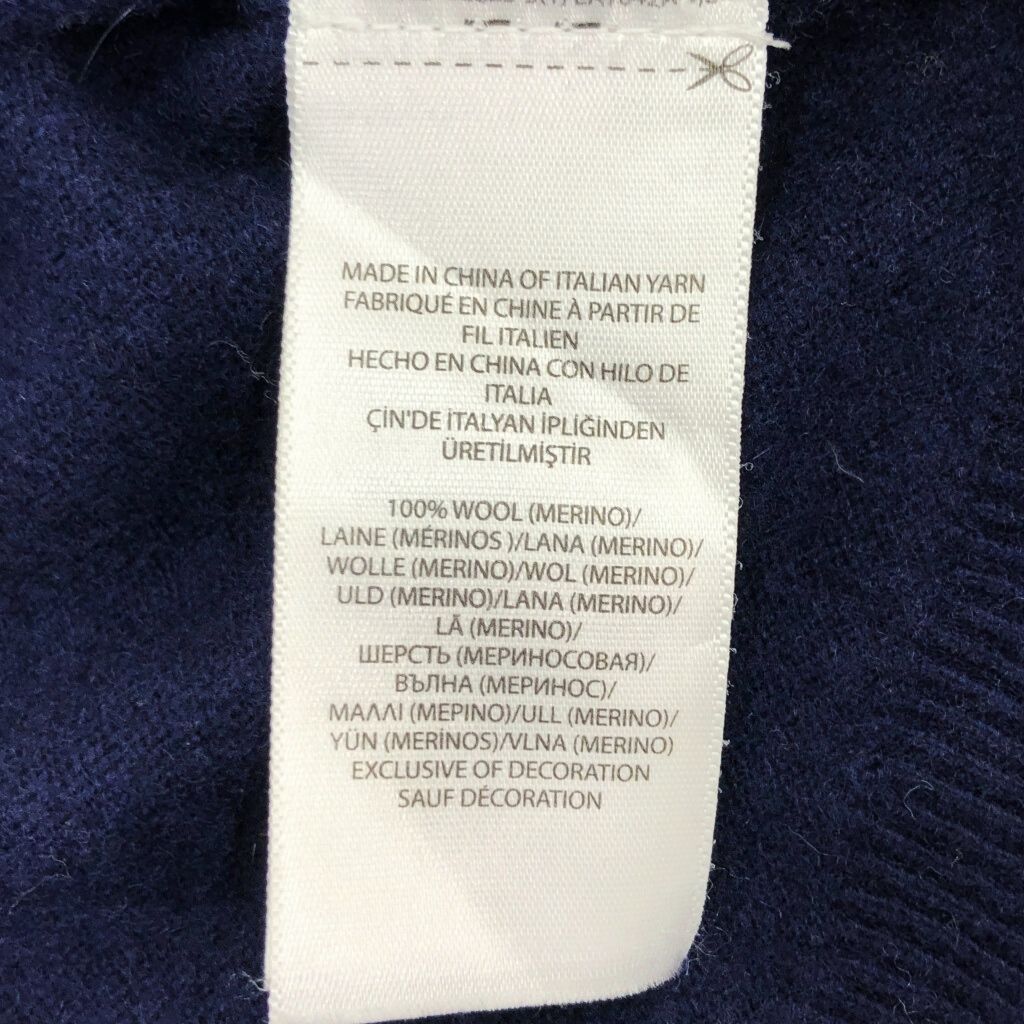 MADE IN CHINA OF ITALIAN YARN
FABRIQUÉ EN CHINE À PARTIR DE
FIL ITALIEN
HECHO EN CHINA CON HILO DE
ITALIA
ÇİN'DE İTALYAN İPLİĞİNDEN
ÜRETİLMİŞTİR
100% WOOL (MERINO)/
LAINE (MÉRINOS )/LANA (MERINO)/
WOLLE (MERINO)/WOL (MERINO)/
ULD (MERINO)/LANA (MERINO)/
LÃ (MERINO)/
ШЕРСТЬ (МЕРИНОСОВАЯ)/
ВЪЛНА (МЕРИНОС)/
ΜΑΛΛΙ (ΜΕΡΙΝΟ)/ULL (MERINO)/
YÜN (MERİNOS)/VLNA (MERINO)
EXCLUSIVE OF DECORATION
SAUF DÉCORATION